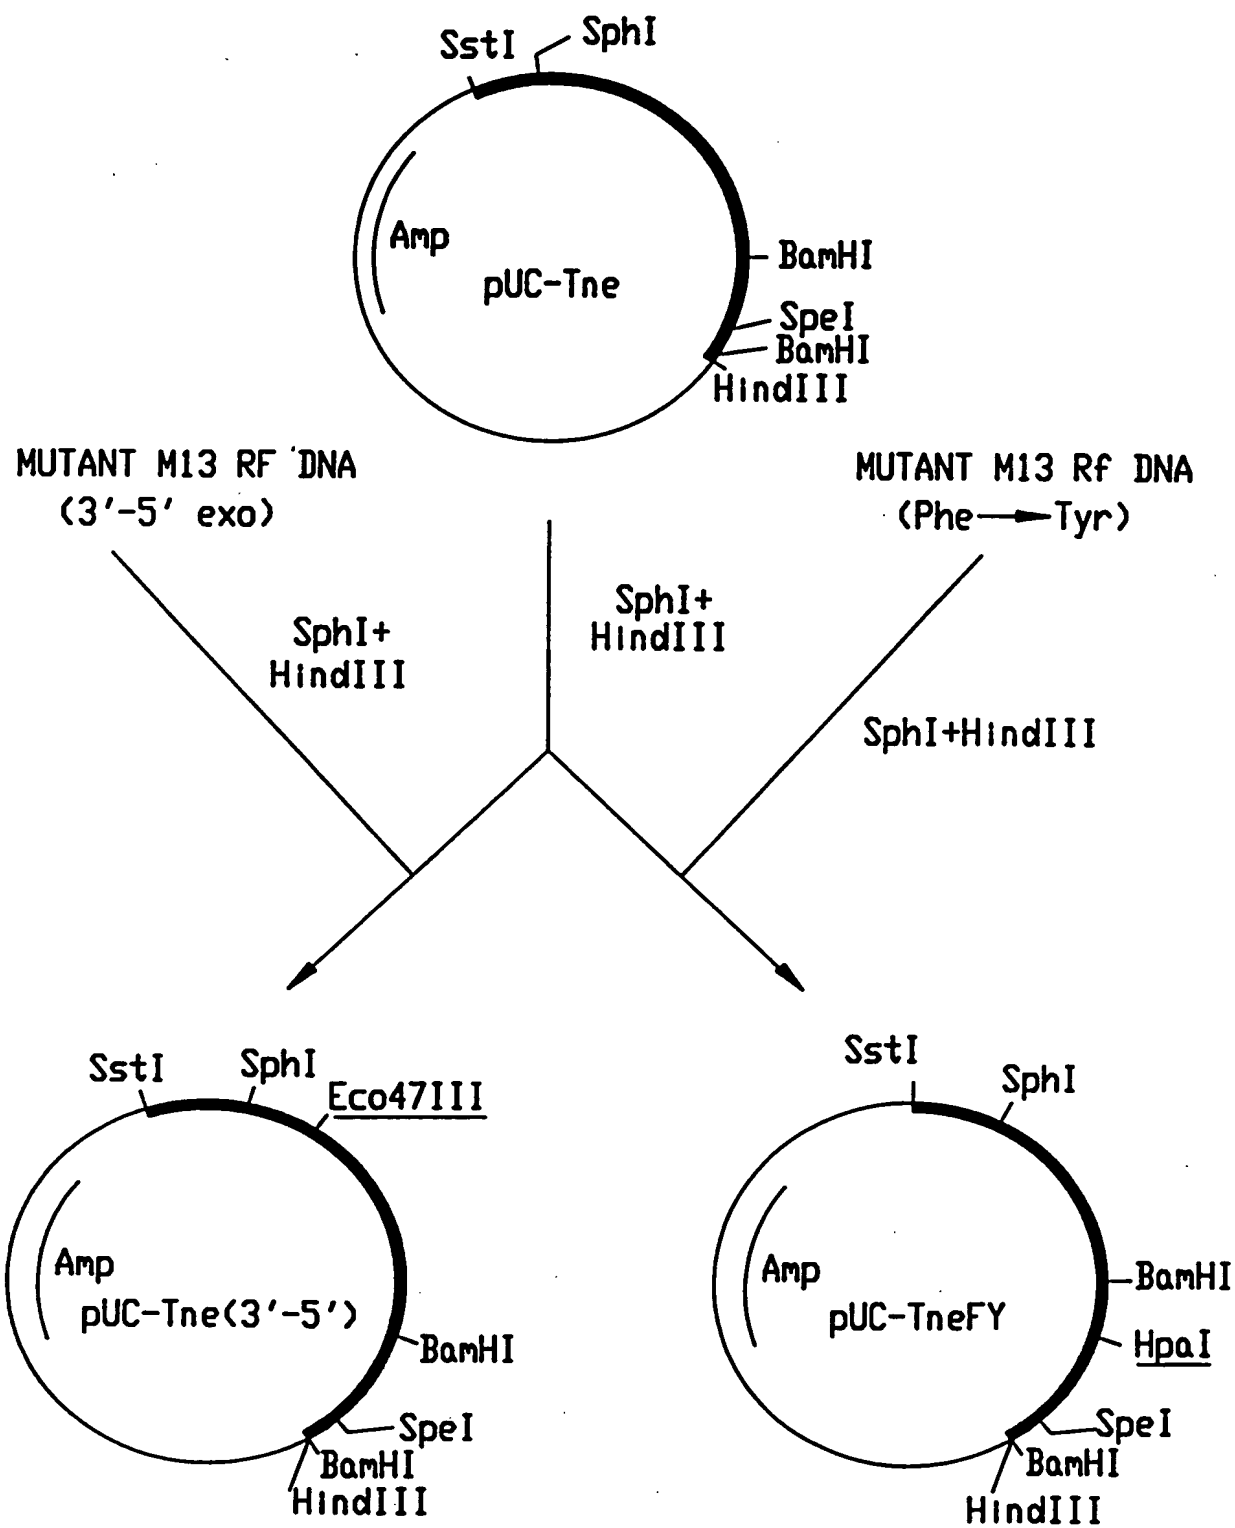 SstI
SphI
Amp
pUC-Tne
BamHI
SpeI
BamHI
HindIII
MUTANT M13 RF DNA
(3'-5' exo)
MUTANT M13 Rf DNA
(Phe→Tyr)
SphI+
HindIII
SphI+
HindIII
SphI+HindIII
SstI
SphI
Eco47III
Amp
pUC-Tne(3'-5')
BamHI
SpeI
BamHI
HindIII
SstI
SphI
Amp
pUC-TneFY
BamHI
HpaI
SpeI
BamHI
HindIII